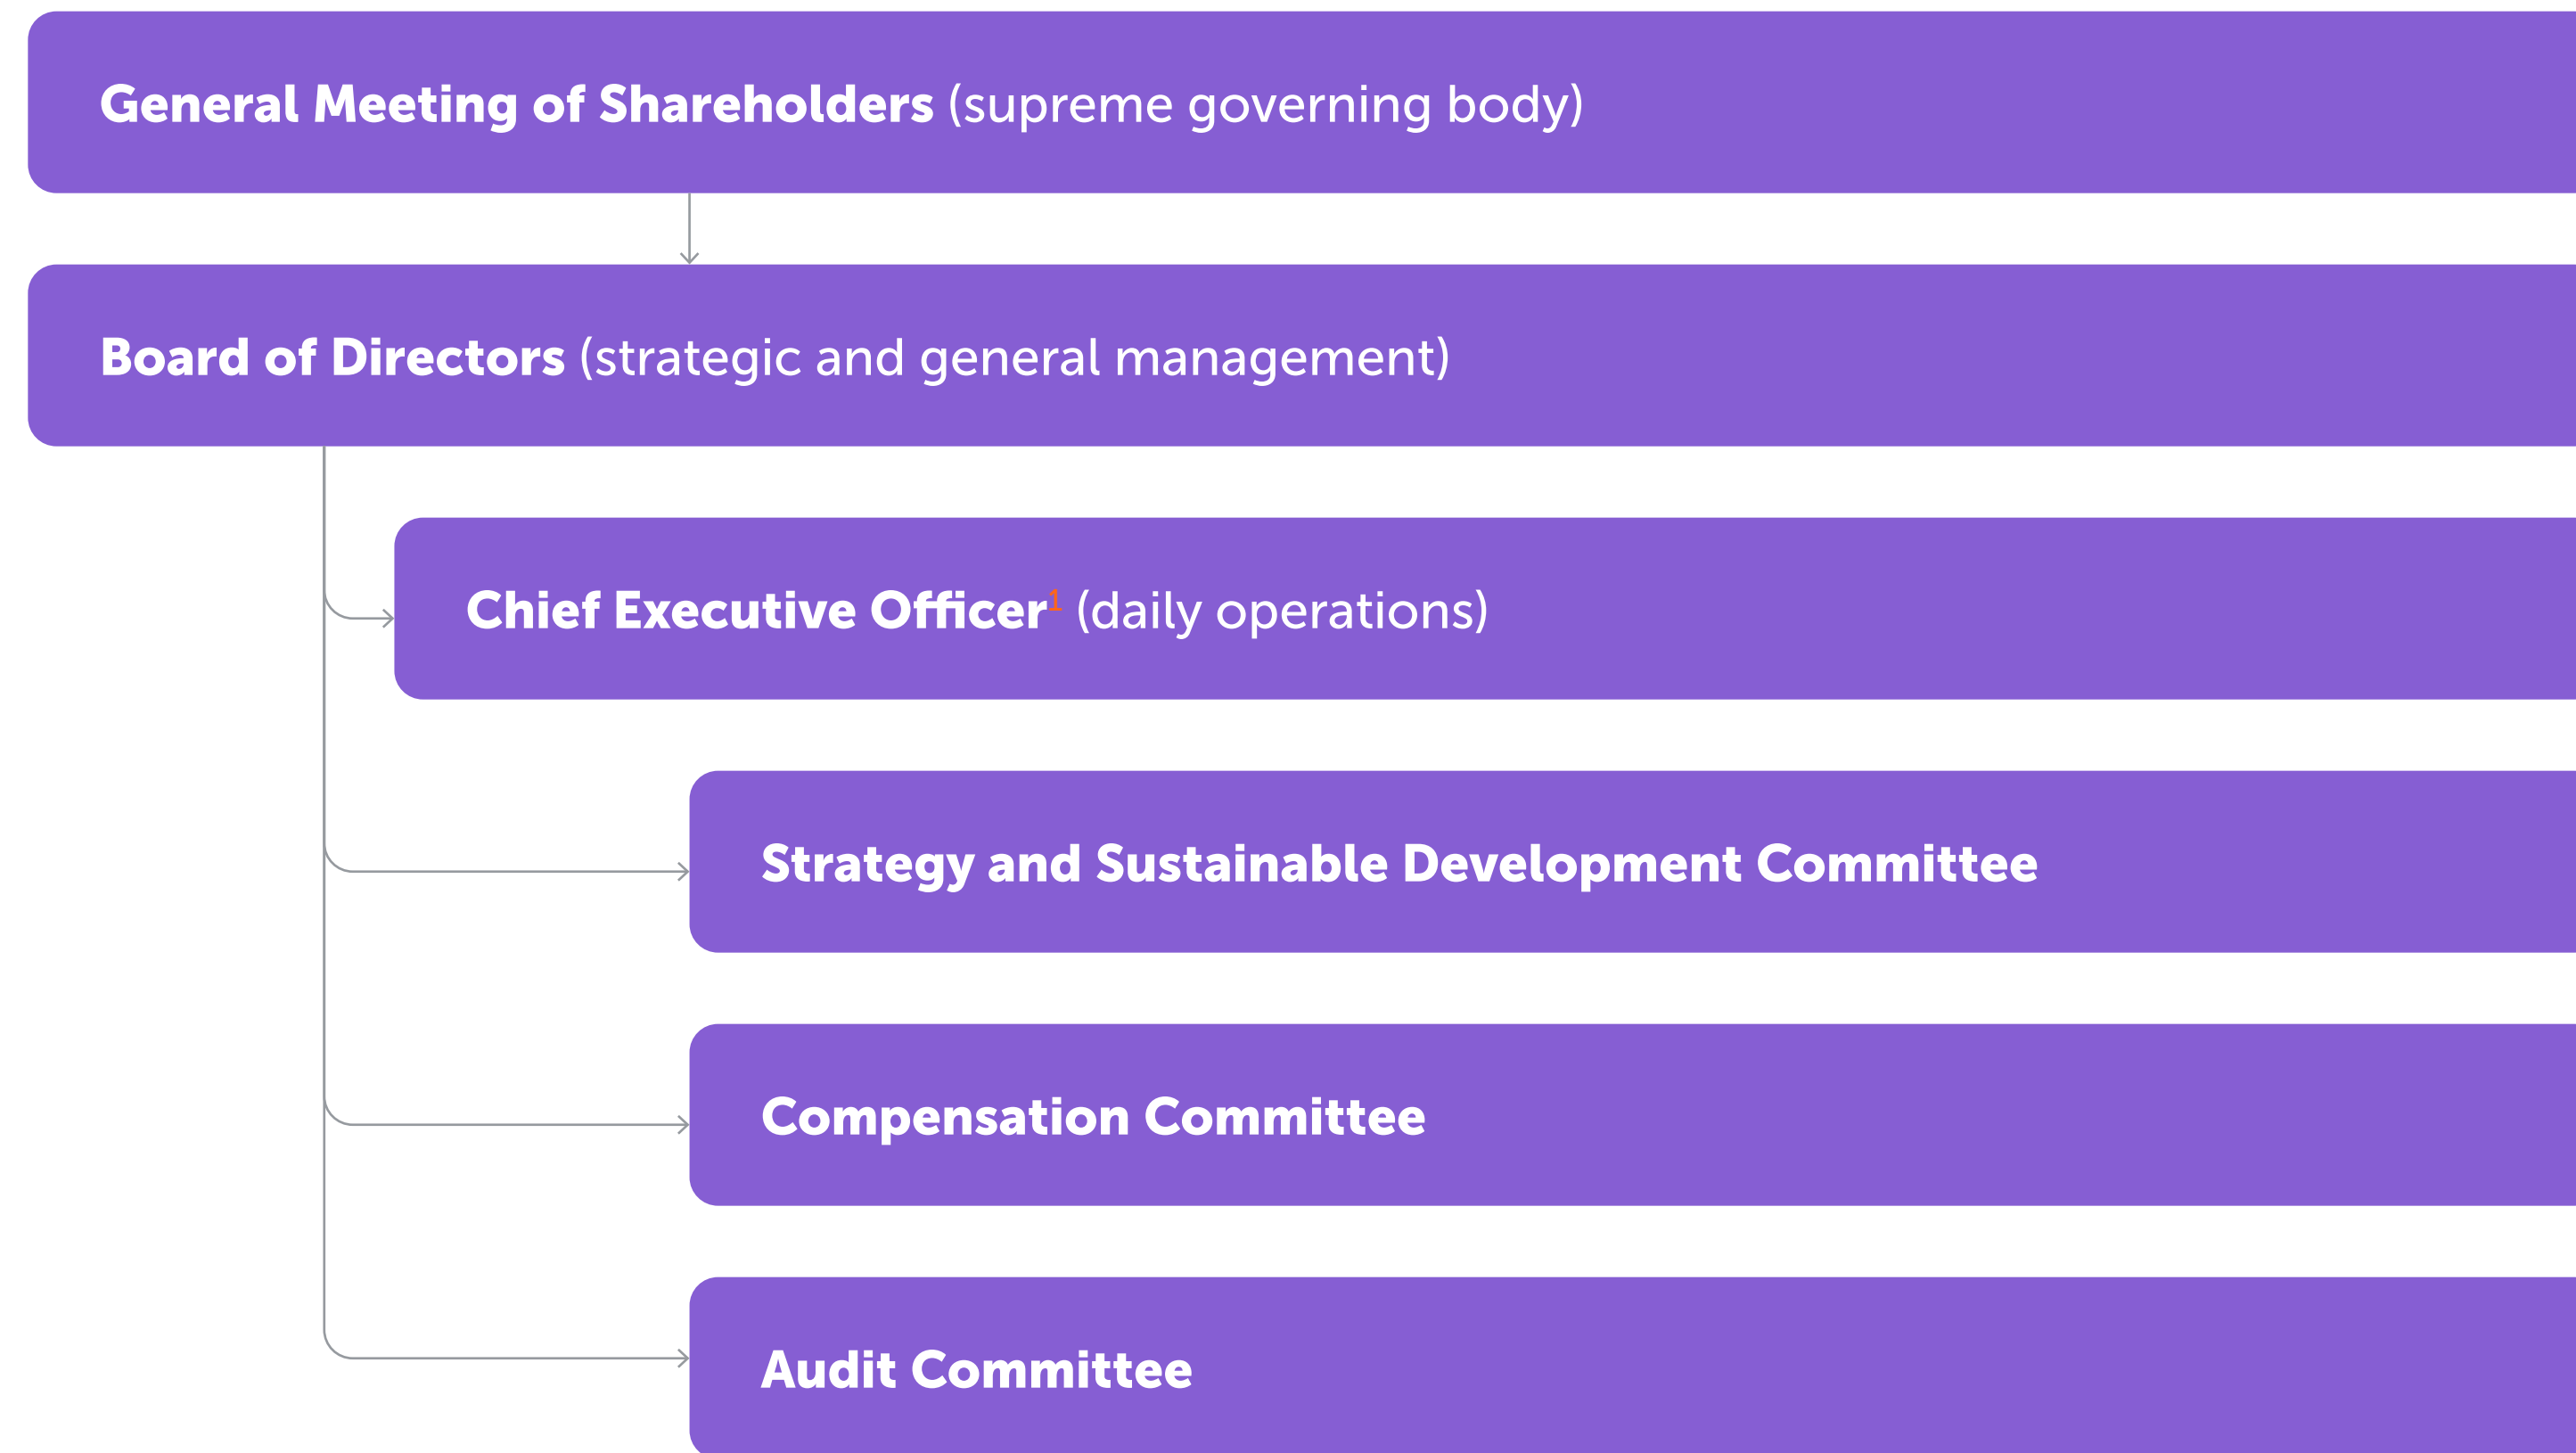 General Meeting of Shareholders (supreme governing body)
Board of Directors (strategic and general management)
Chief Executive Officer¹ (daily operations)
Strategy and Sustainable Development Committee
Compensation Committee
Audit Committee